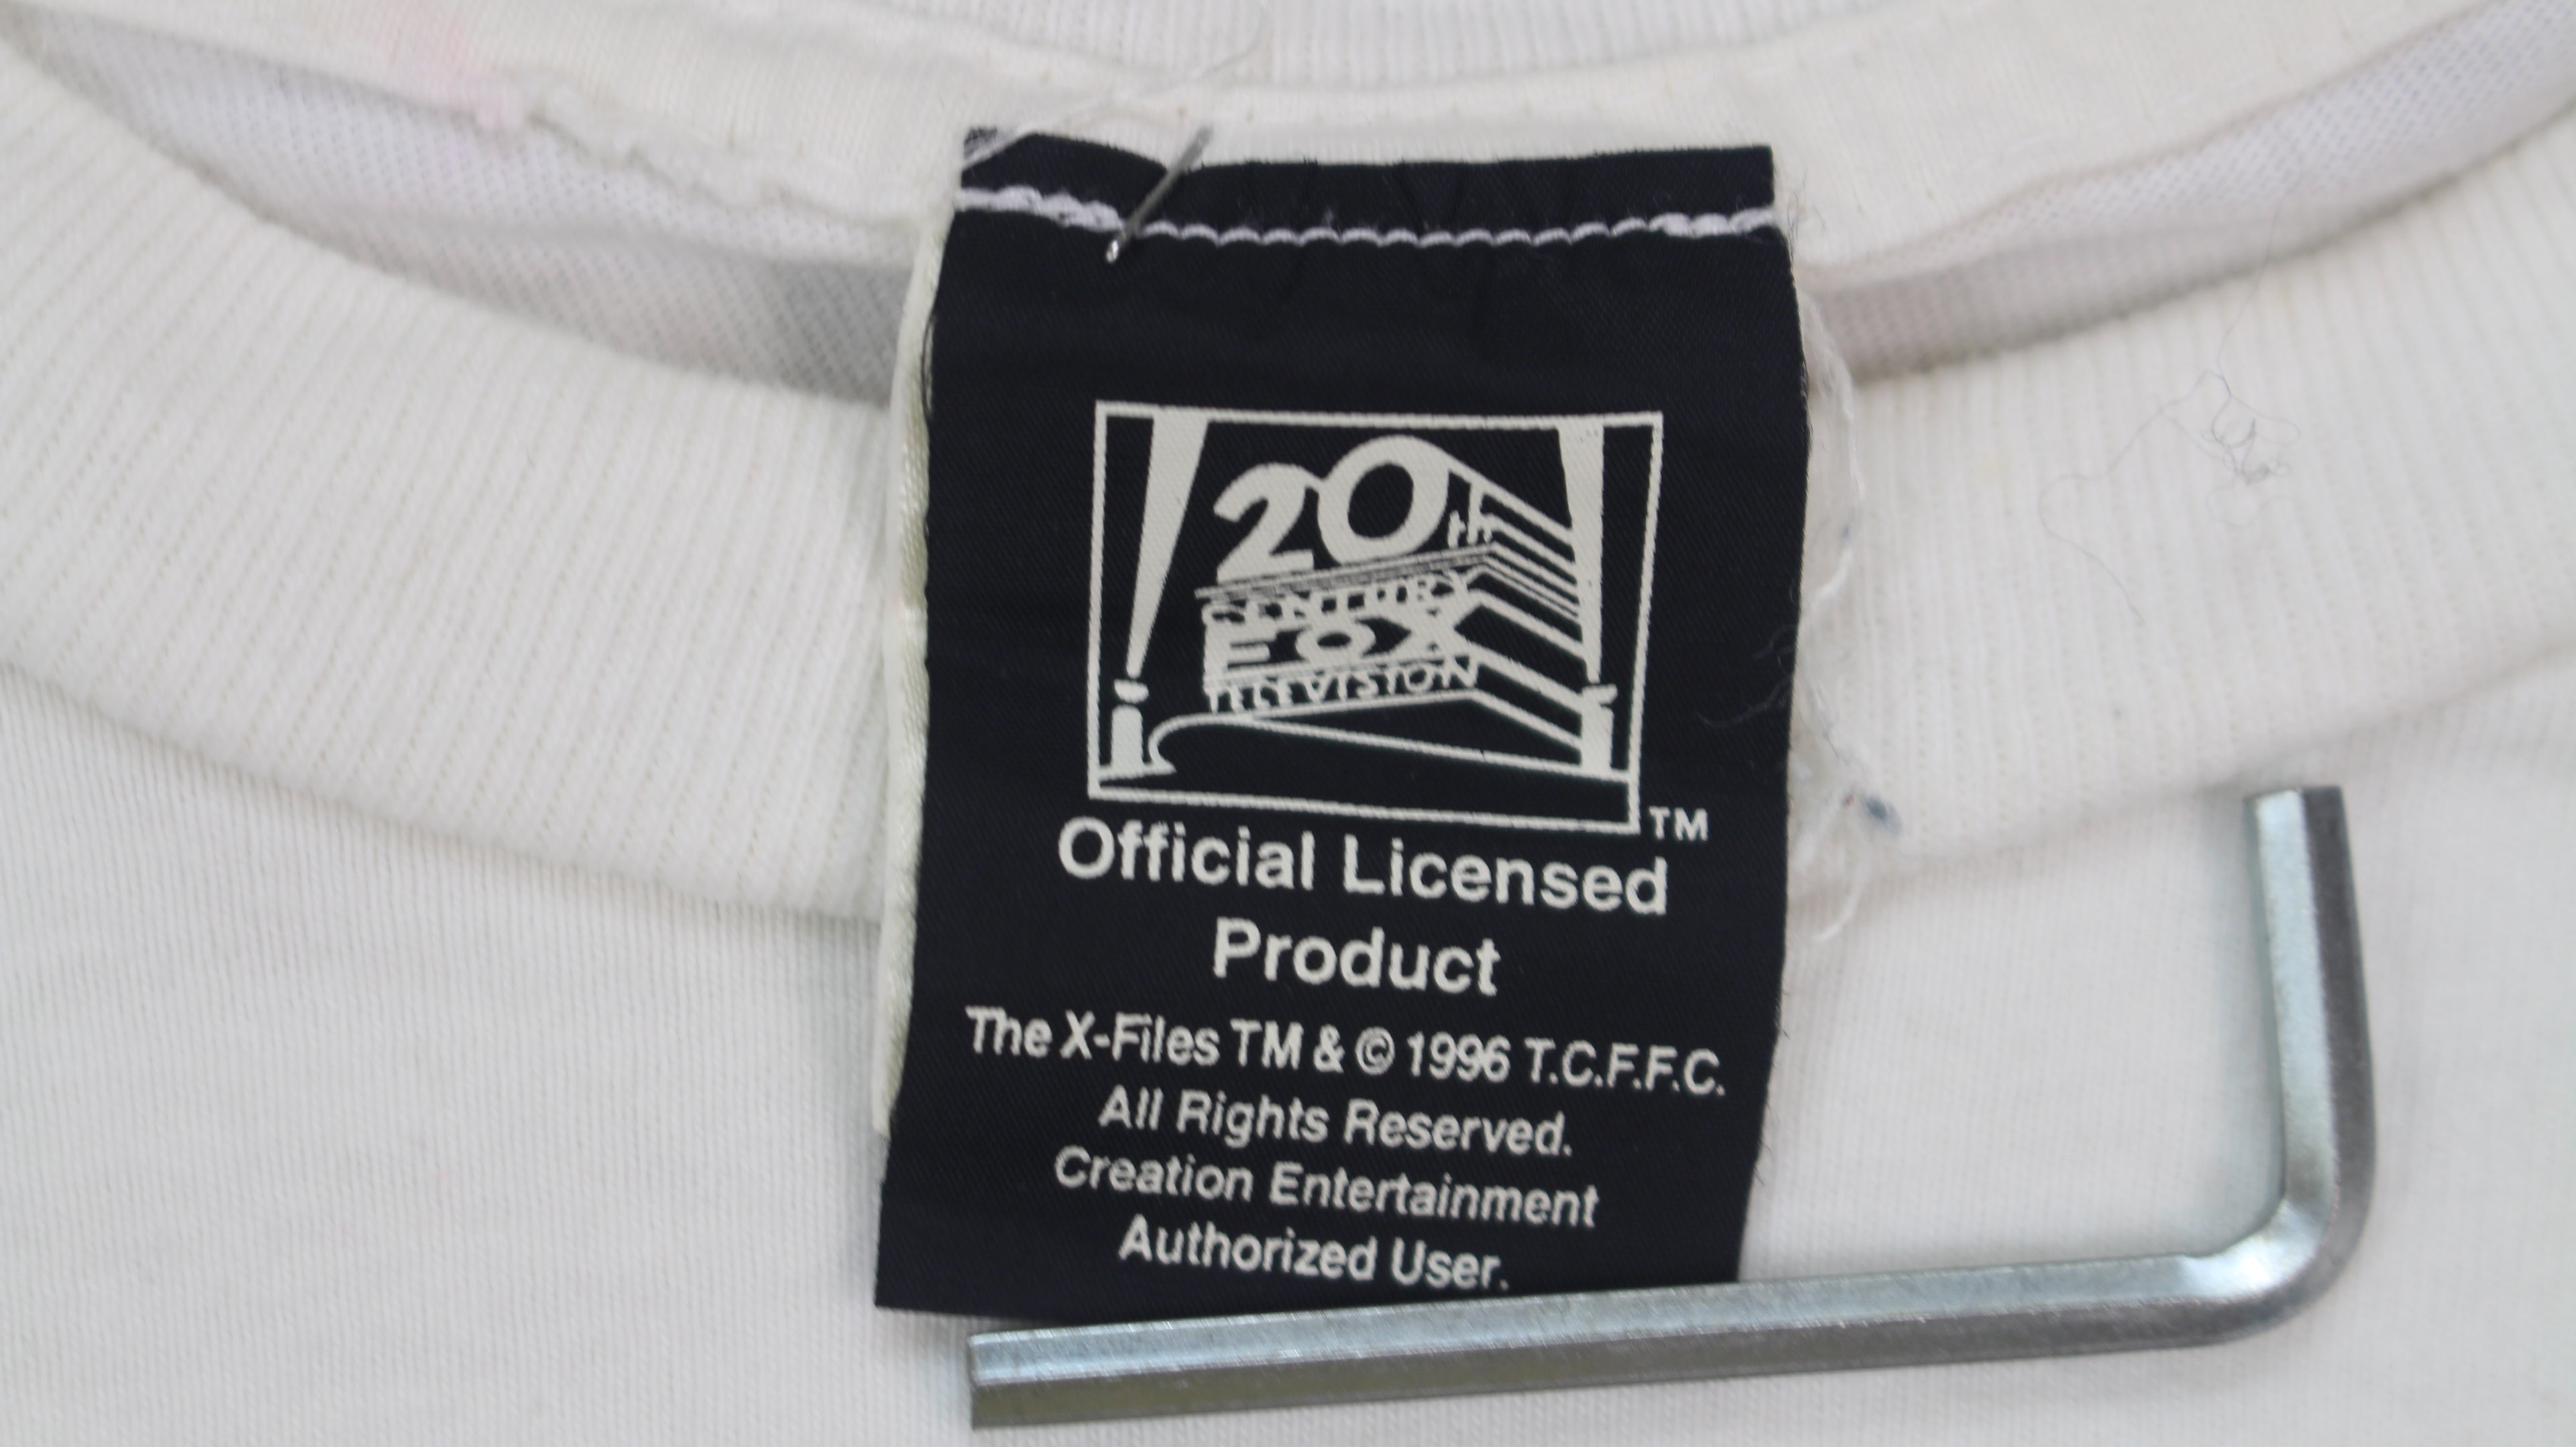 20th
CENTURY
FOX
TELEVISION
TM
Official Licensed
Product
The X-Files TM & © 1996 T.C.F.F.C.
All Rights Reserved.
Creation Entertainment
Authorized User.